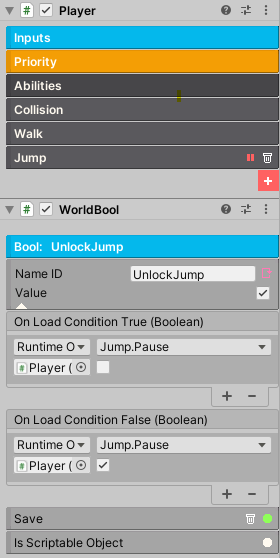 Player
Inputs
Priority
Abilities
Collision
Walk
Jump
WorldBool
Bool: UnlockJump
Name ID UnlockJump
Value
On Load Condition True (Boolean)
Runtime O Jump.Pause
Player (
On Load Condition False (Boolean)
Runtime O Jump.Pause
Player (
Save
Is Scriptable Object